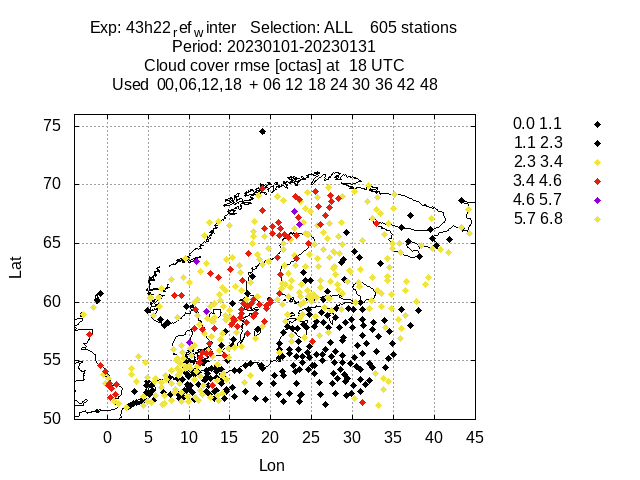 Exp: 43h22ref winter   Selection: ALL    605 stations
Period: 20230101-20230131
Cloud cover rmse [octas] at  18 UTC
Used  00,06,12,18  + 06 12 18 24 30 36 42 48
0.0 1.1
1.1 2.3
2.3 3.4
3.4 4.6
4.6 5.7
5.7 6.8
75
70
65
60
55
50
Lat
0 5 10 15 20 25 30 35 40 45
Lon